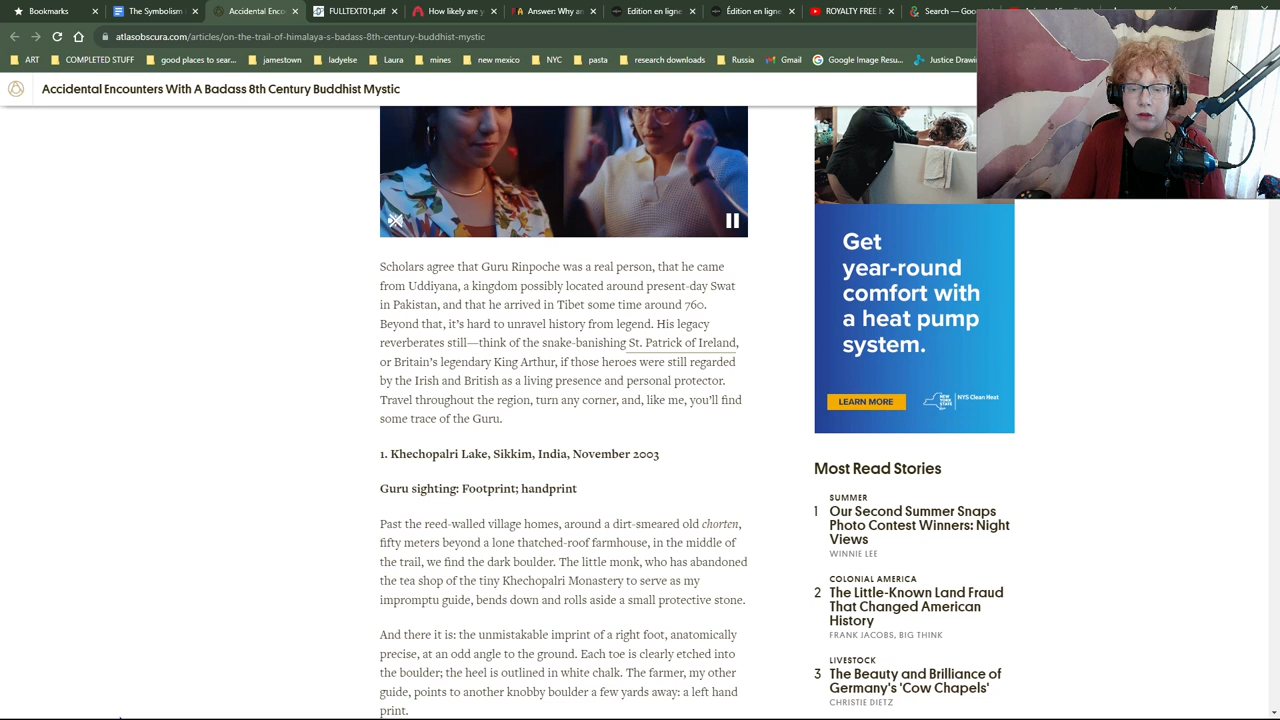 Bookmarks
The Symbolism
Accidental Enco
FULLTEXT01.pdf
How likely are y
Answer: Why an
Edition en lign
Édition en lign
ROYALTY FREE
Search — Goo
atlasobscura.com/articles/on-the-trail-of-himalaya-s-badass-8th-century-buddhist-mystic
ART
COMPLETED STUFF
good places to sear...
jamestown
ladyelse
Laura
mines
new mexico
NYC
pasta
research downloads
Russia
Gmail
Google Image Resu...
Justice Drawin
Accidental Encounters With A Badass 8th Century Buddhist Mystic
Scholars agree that Guru Rinpoche was a real person, that he came
from Uddiyana, a kingdom possibly located around present-day Swat
in Pakistan, and that he arrived in Tibet some time around 760.
Beyond that, it’s hard to unravel history from legend. His legacy
reverberates still—think of the snake-banishing St. Patrick of Ireland,
or Britain’s legendary King Arthur, if those heroes were still regarded
by the Irish and British as a living presence and personal protector.
Travel throughout the region, turn any corner, and, like me, you’ll find
some trace of the Guru.
1. Khechopalri Lake, Sikkim, India, November 2003
Guru sighting: Footprint; handprint
Past the reed-walled village homes, around a dirt-smeared old chorten,
fifty meters beyond a lone thatched-roof farmhouse, in the middle of
the trail, we find the dark boulder. The little monk, who has abandoned
the tea shop of the tiny Khechopalri Monastery to serve as my
impromptu guide, bends down and rolls aside a small protective stone.
And there it is: the unmistakable imprint of a right foot, anatomically
precise, at an odd angle to the ground. Each toe is clearly etched into
the boulder; the heel is outlined in white chalk. The farmer, my other
guide, points to another knobby boulder a few yards away: a left hand
print.
Get
year-round
comfort with
a heat pump
system.
LEARN MORE
NEW YORK STATE
NYS Clean Heat
Most Read Stories
SUMMER
1 Our Second Summer Snaps
Photo Contest Winners: Night
Views
WINNIE LEE
COLONIAL AMERICA
2 The Little-Known Land Fraud
That Changed American
History
FRANK JACOBS, BIG THINK
LIVESTOCK
3 The Beauty and Brilliance of
Germany's 'Cow Chapels'
CHRISTIE DIETZ